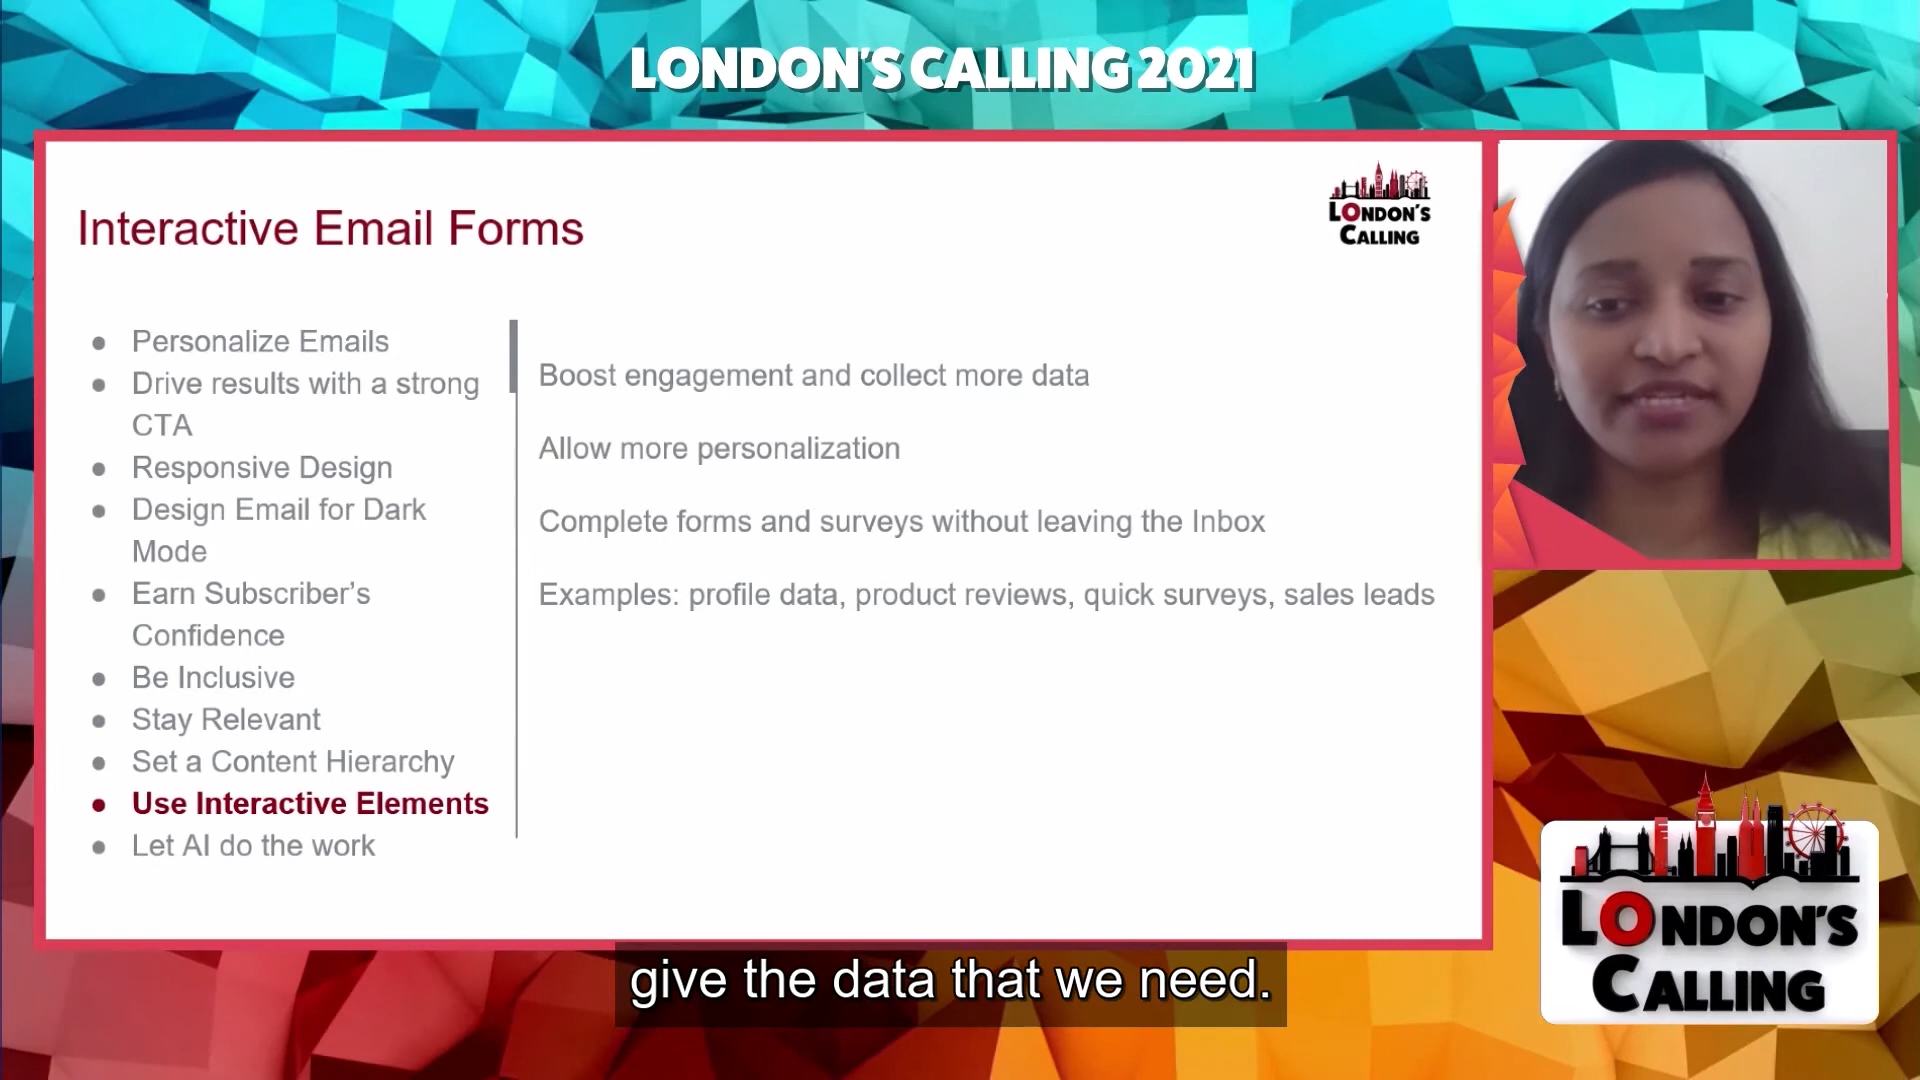 LONDON'S CALLING 2021
Interactive Email Forms
LONDON'S
CALLING
● Personalize Emails
● Drive results with a strong
CTA
● Responsive Design
● Design Email for Dark
Mode
● Earn Subscriber’s
Confidence
● Be Inclusive
● Stay Relevant
● Set a Content Hierarchy
● Use Interactive Elements
● Let AI do the work
Boost engagement and collect more data
Allow more personalization
Complete forms and surveys without leaving the Inbox
Examples: profile data, product reviews, quick surveys, sales leads
LONDON'S
CALLING
give the data that we need.